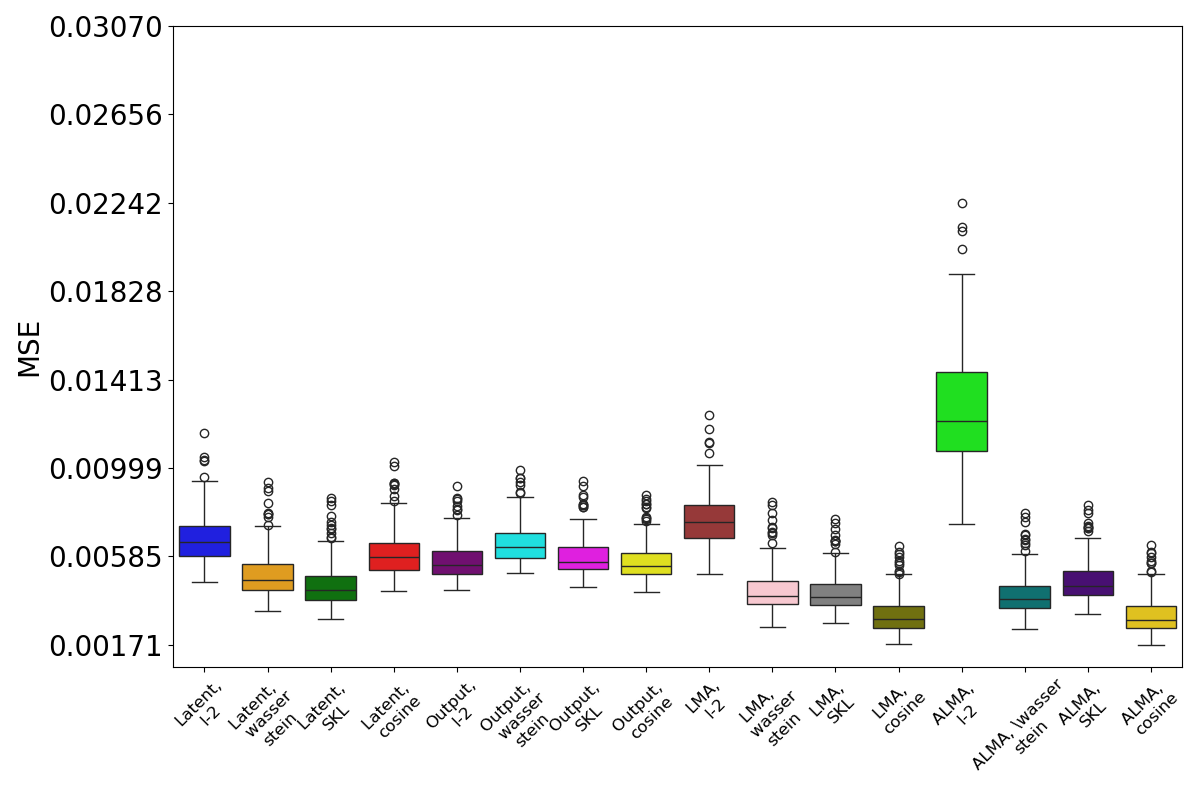 0.03070
0.02656
0.02242
0.01828
0.01413
0.00999
0.00585
0.00171
MSE
Latent,
l-2
Latent,
wasser
stein
Latent,
SKL
Latent,
cosine
Output,
l-2
Output,
wasser
stein
Output,
SKL
Output,
cosine
LMA,
l-2
LMA,
wasser
stein
LMA,
SKL
LMA,
cosine
ALMA,
l-2
ALMA, \wasser
stein
ALMA,
SKL
ALMA,
cosine